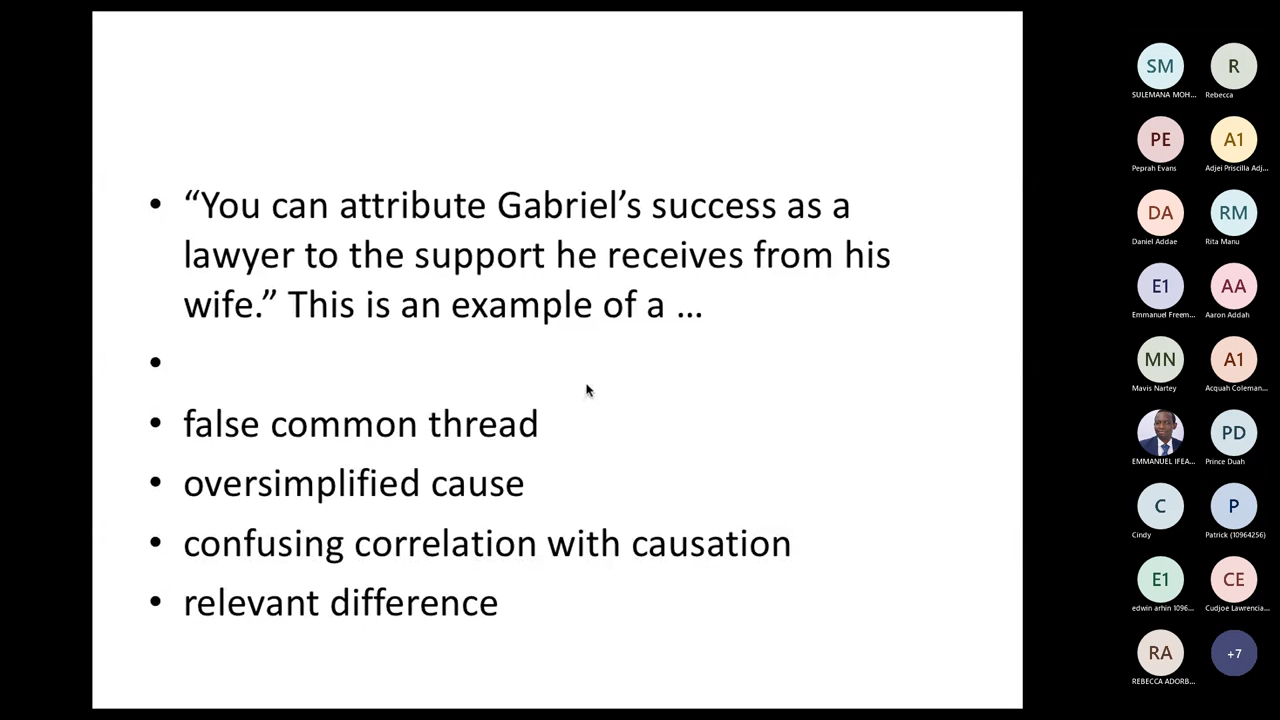 • “You can attribute Gabriel’s success as a
lawyer to the support he receives from his
wife.” This is an example of a ...
•
• false common thread
• oversimplified cause
• confusing correlation with causation
• relevant difference
SM R
SULEMANA MOH... Rebecca
PE A1
Peprah Evans Adjei Priscilla Adj...
DA RM
Daniel Addae Rita Manu
E1 AA
Emmanuel Freem... Aaron Addah
MN A1
Mavis Nartey Acquah Coleman...
PD
EMMANUEL IFEA... Prince Duah
C P
Cindy Patrick (10964256)
E1 CE
edwin arhin 1096... Cudjoe Lawrencia...
RA +7
REBECCA ADORB...